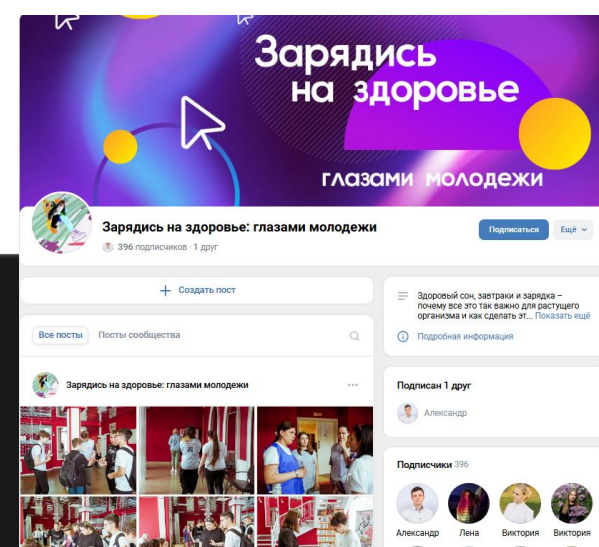 Зарядись
на здоровье
глазами молодежи
Зарядись на здоровье: глазами молодежи
396 подписчиков · 1 друг
Подписаться
Ещё
Создать пост
Все посты
Посты сообщества
Зарядись на здоровье: глазами молодежи
Здоровый сон, завтраки и зарядка –
почему все это так важно для растущего
организма и как сделать эт... Показать ещё
Подробная информация
Подписан 1 друг
Александр
Подписчики 396
Александр
Лена
Виктория
Виктория